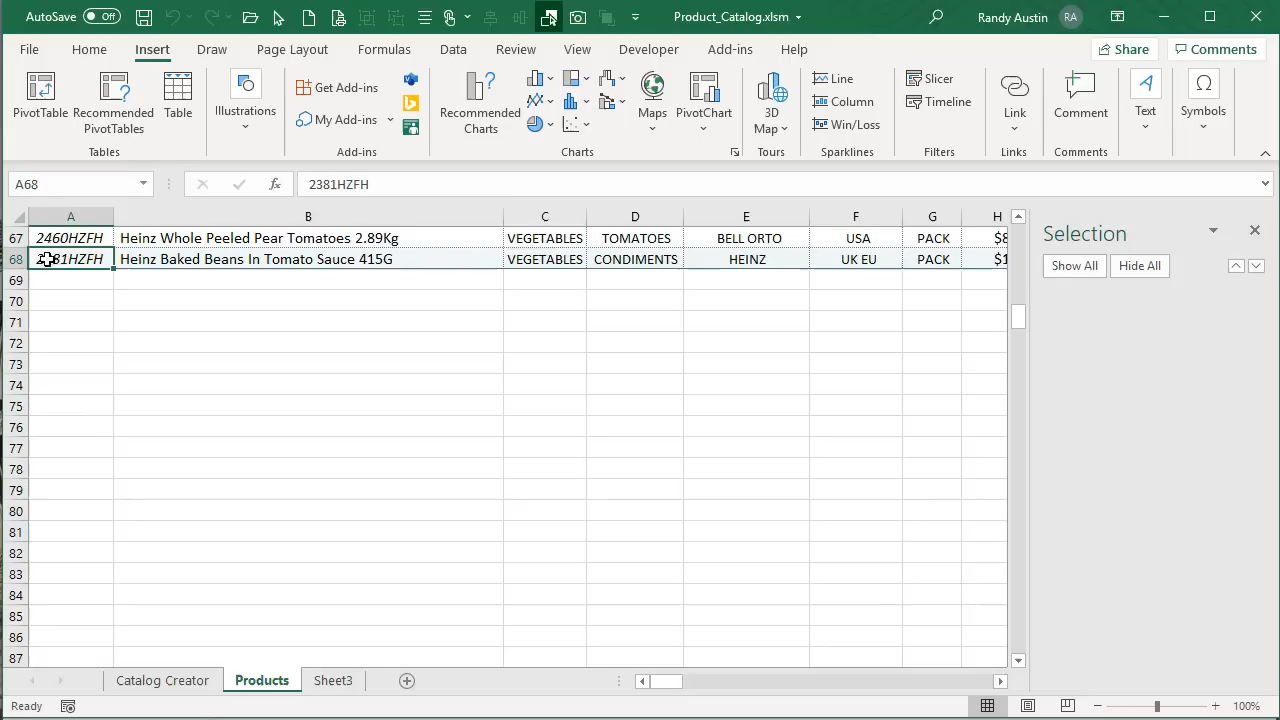 AutoSave Off Product_Catalog.xlsm Randy Austin RA
File Home Insert Draw Page Layout Formulas Data Review View Developer Add-ins Help Share Comments
PivotTable Recommended PivotTables Table
Illustrations
Get Add-ins
My Add-ins
Recommended Charts
Maps PivotChart
3D Map
Line
Column
Win/Loss
Slicer
Timeline
Link Comment Text Symbols
Tables Add-ins Charts Tours Sparklines Filters Links Comments
A68 fx 2381HZFH
A B C D E F G H
67 2460HZFH Heinz Whole Peeled Pear Tomatoes 2.89Kg VEGETABLES TOMATOES BELL ORTO USA PACK $8
68 2381HZFH Heinz Baked Beans In Tomato Sauce 415G VEGETABLES CONDIMENTS HEINZ UK EU PACK $1
69
70
71
72
73
74
75
76
77
78
79
80
81
82
83
84
85
86
87
Selection
Show All Hide All
Catalog Creator Products Sheet3
Ready 100%